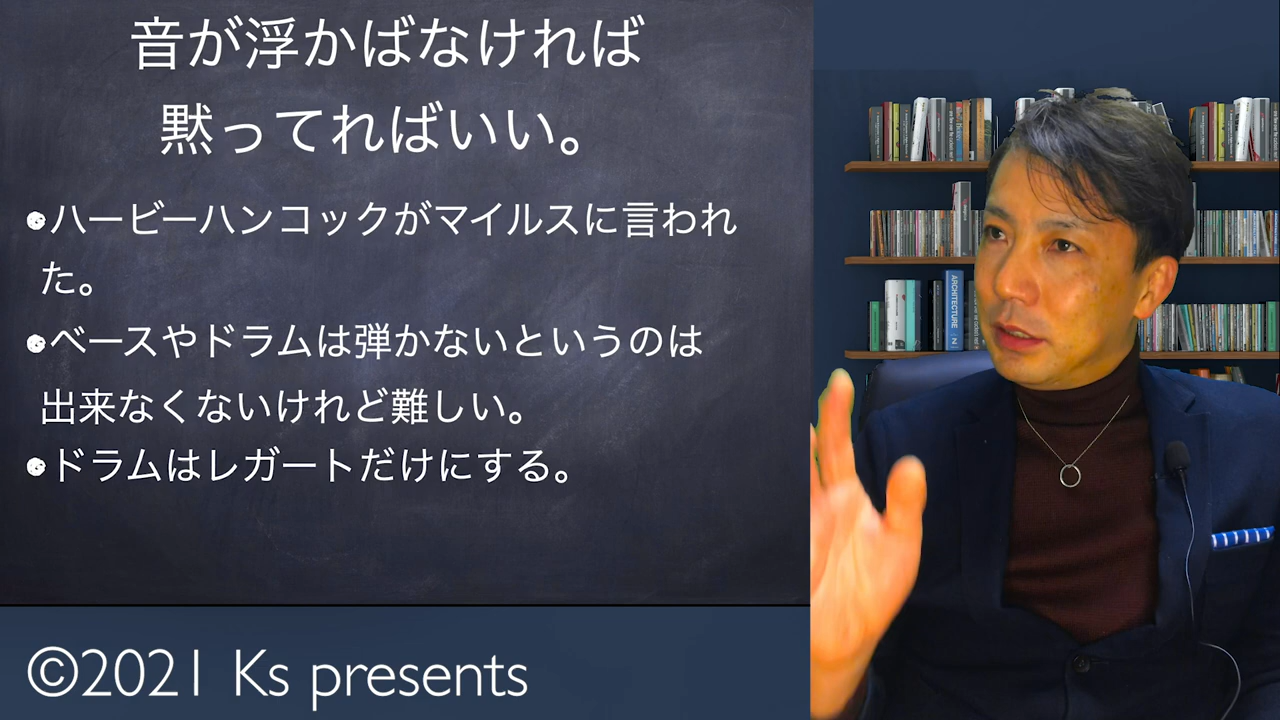 音が浮かばなければ
黙ってればいい。
•ハービーハンコックがマイルスに言われ
た。
•ベースやドラムは弾かないというのは
出来なくないけれど難しい。
•ドラムはレガートだけにする。
ARCHITECTURE
©2021 Ks presents